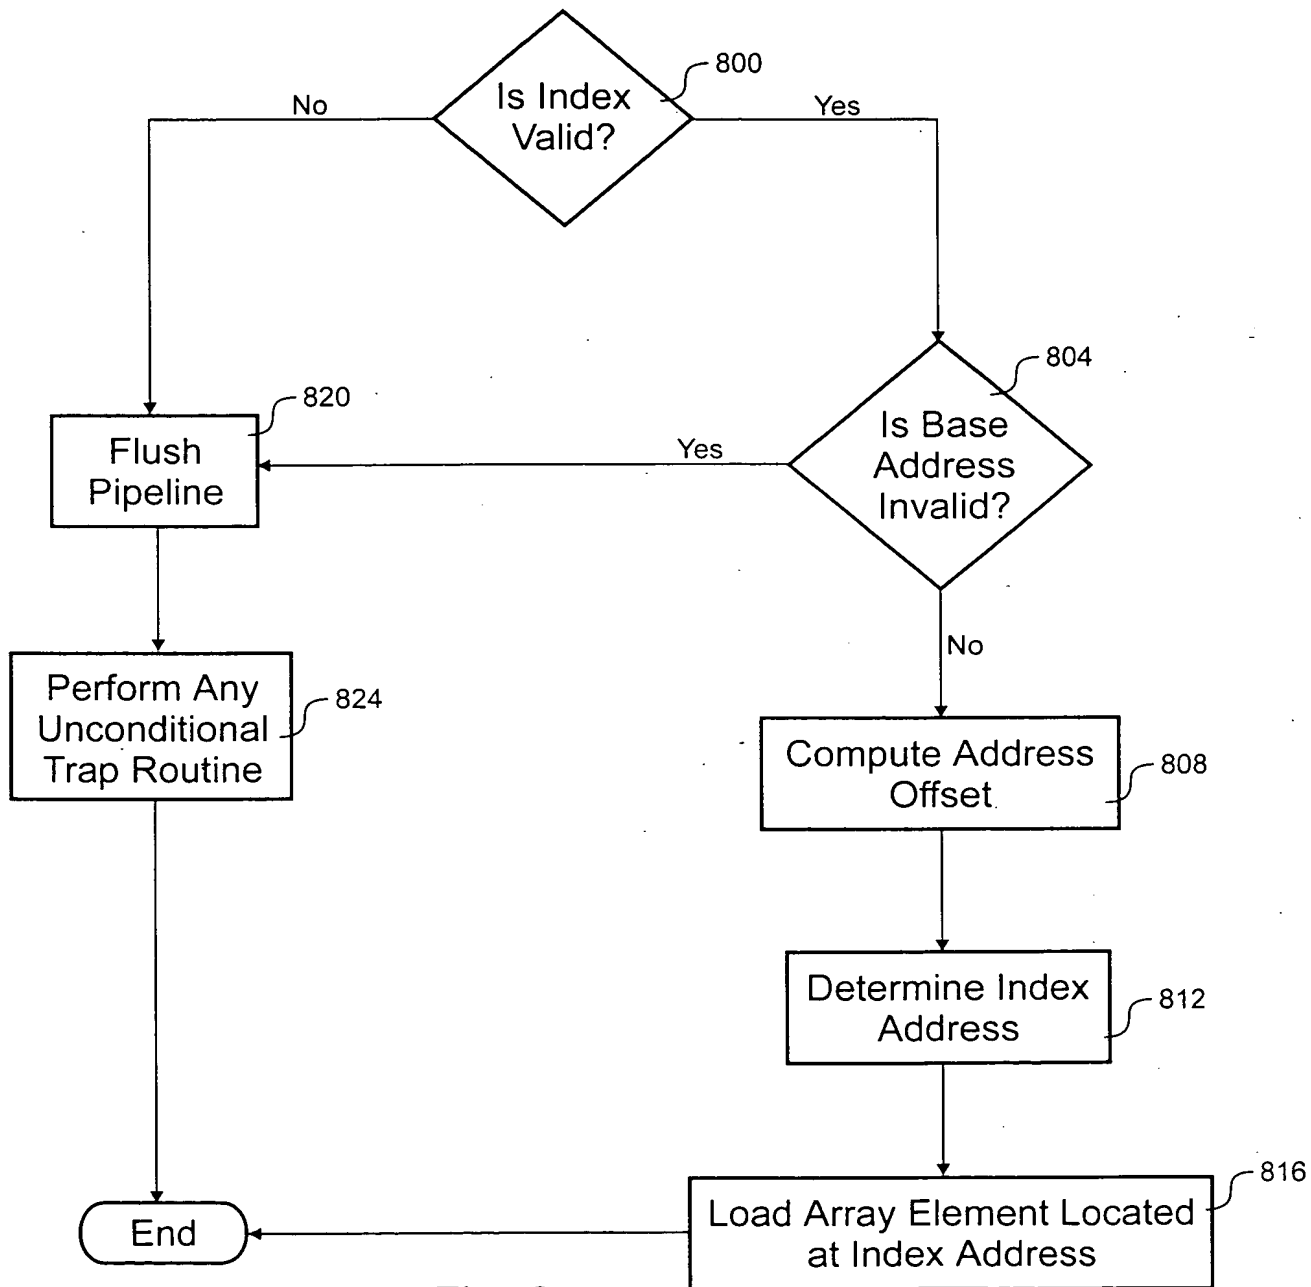 800
Is Index
Valid?
No
Yes
804
Is Base
Address
Invalid?
Yes
No
820
Flush
Pipeline
Perform Any
Unconditional
Trap Routine
824
Compute Address
Offset
808
Determine Index
Address
812
816
Load Array Element Located
at Index Address
End